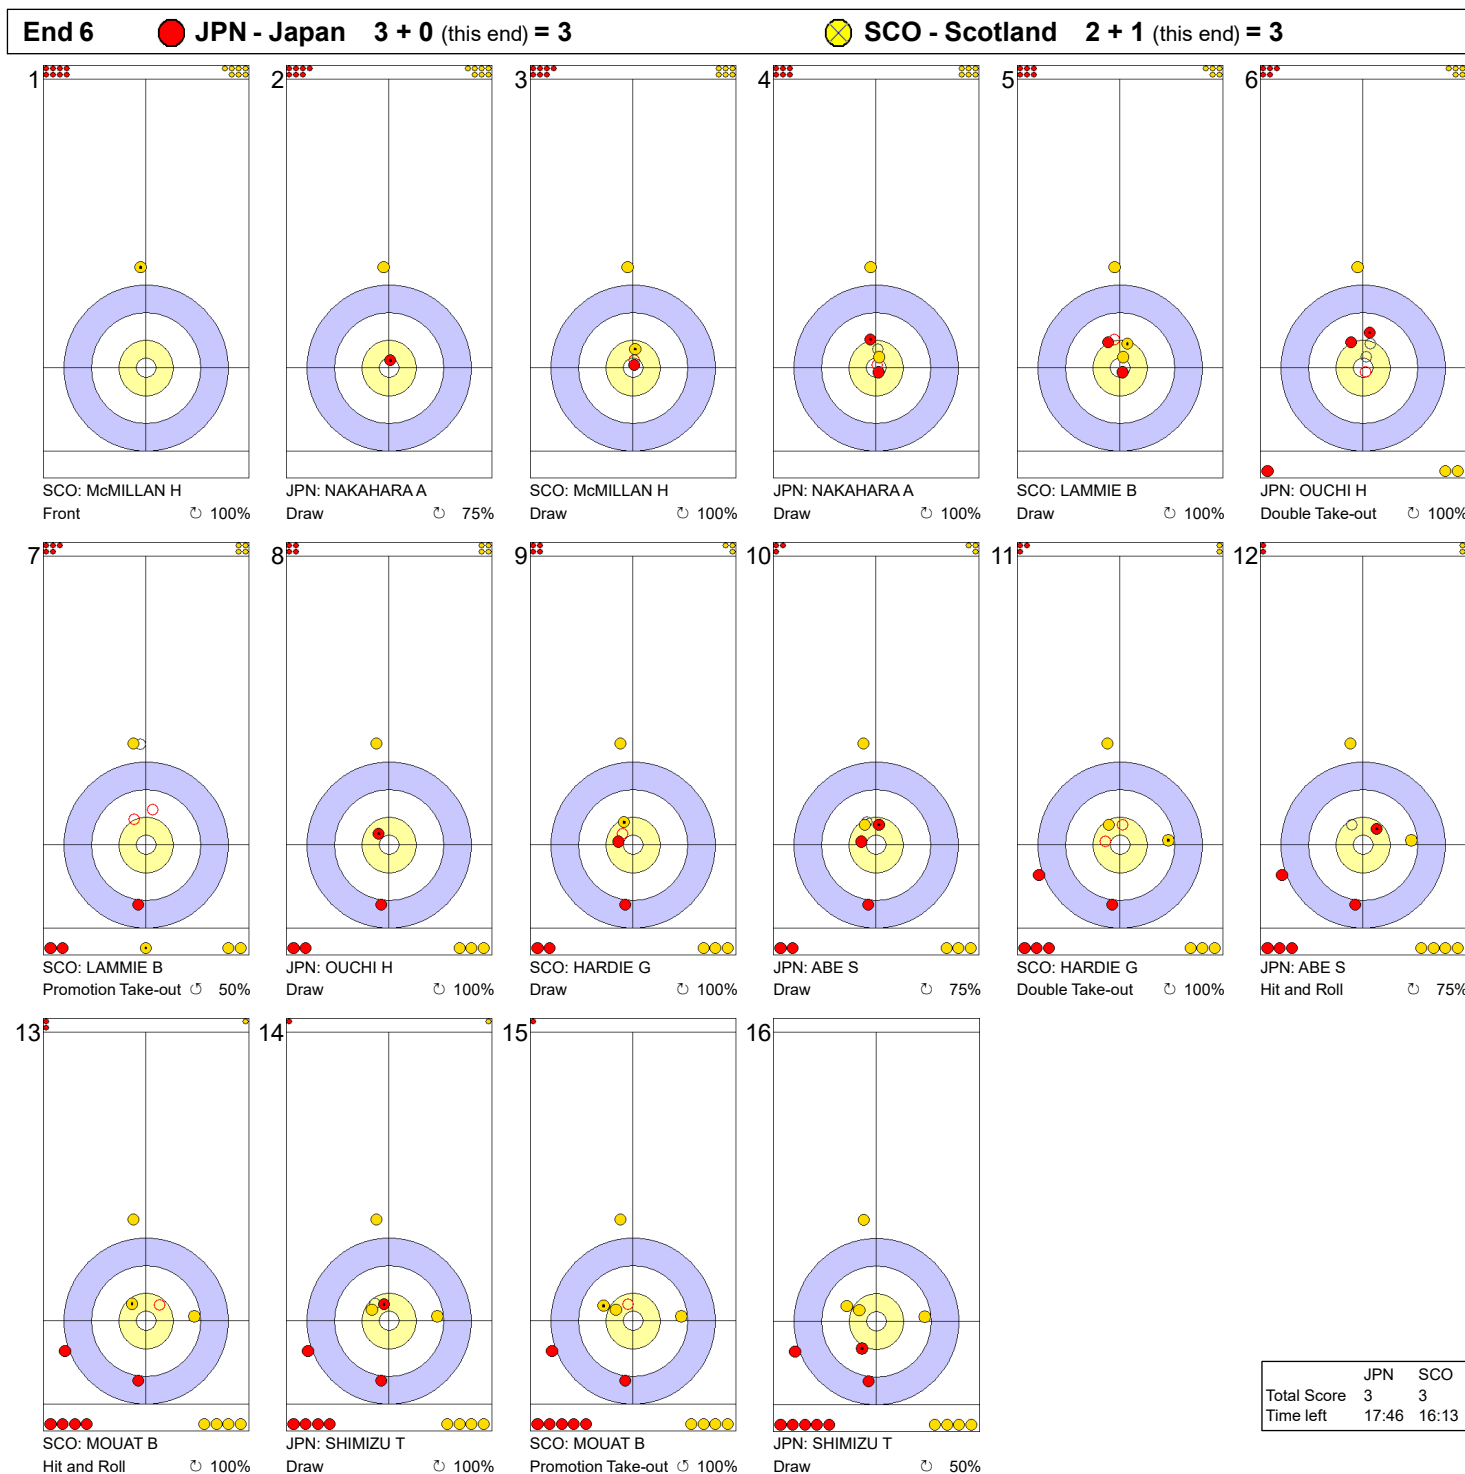 End 6 JPN - Japan 3 + 0 (this end) = 3 SCO - Scotland 2 + 1 (this end) = 3
1 2 3 4 5 6
SCO: McMILLAN H JPN: NAKAHARA A SCO: McMILLAN H JPN: NAKAHARA A SCO: LAMMIE B JPN: OUCHI H
Front ↻ 100% Draw ↻ 75% Draw ↻ 100% Draw ↻ 100% Draw ↻ 100% Double Take-out ↻ 100%
7 8 9 10 11 12
SCO: LAMMIE B JPN: OUCHI H SCO: HARDIE G JPN: ABE S SCO: HARDIE G JPN: ABE S
Promotion Take-out ↺ 50% Draw ↻ 100% Draw ↻ 100% Draw ↻ 75% Double Take-out ↻ 100% Hit and Roll ↻ 75%
13 14 15 16
SCO: MOUAT B JPN: SHIMIZU T SCO: MOUAT B JPN: SHIMIZU T
Hit and Roll ↻ 100% Draw ↻ 100% Promotion Take-out ↺ 100% Draw ↻ 50%
JPN SCO
Total Score 3 3
Time left 17:46 16:13